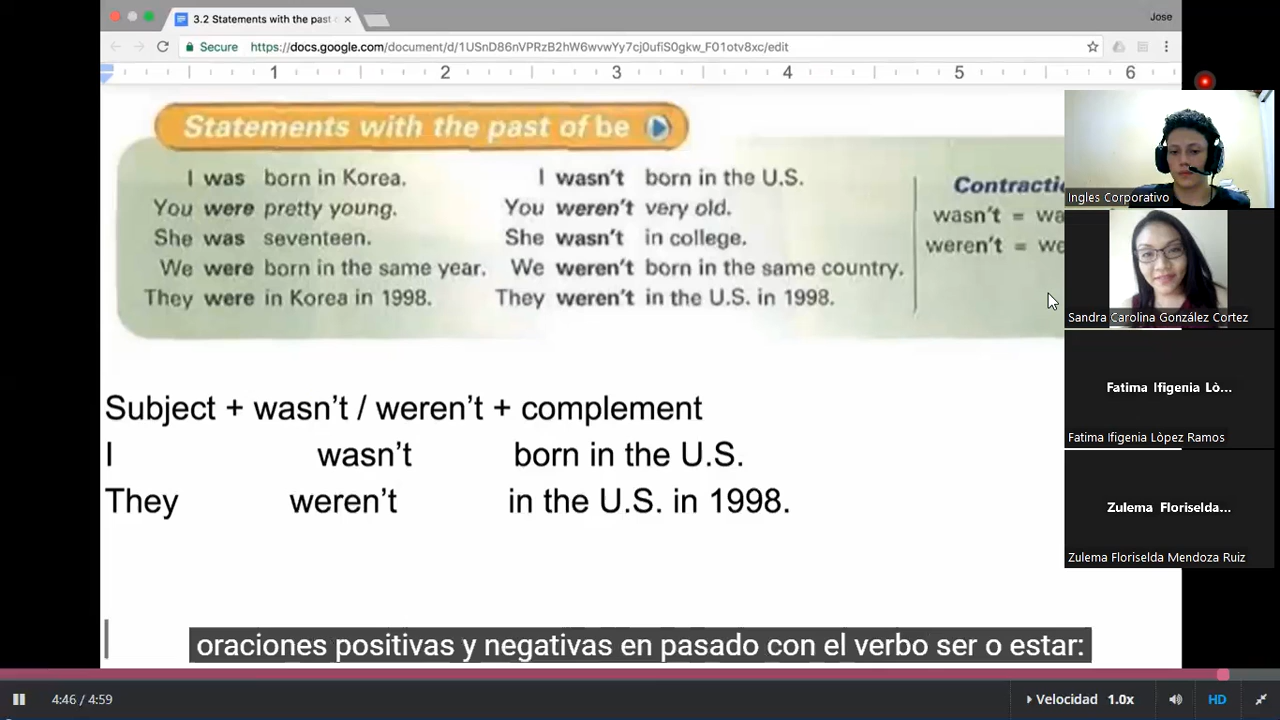 3.2 Statements with the past
Jose
Secure
https://docs.google.com/document/d/1USnD86nVPRzB2hW6wvwYy7cj0ufiS0gkw_F01otv8xc/edit
1 2 3 4 5 6
Statements with the past of be
I was born in Korea.
You were pretty young.
She was seventeen.
We were born in the same year.
They were in Korea in 1998.
I wasn't born in the U.S.
You weren't very old.
She wasn't in college.
We weren't born in the same country.
They weren't in the U.S. in 1998.
Contracti
wasn't = wa
weren't = we
Subject + wasn't / weren't + complement
I wasn't born in the U.S.
They weren't in the U.S. in 1998.
oraciones positivas y negativas en pasado con el verbo ser o estar:
Ingles Corporativo
Sandra Carolina González Cortez
Fatima Ifigenia Lò...
Fatima Ifigenia Lòpez Ramos
Zulema Floriselda...
Zulema Floriselda Mendoza Ruiz
4:46 / 4:59
Velocidad 1.0x
HD